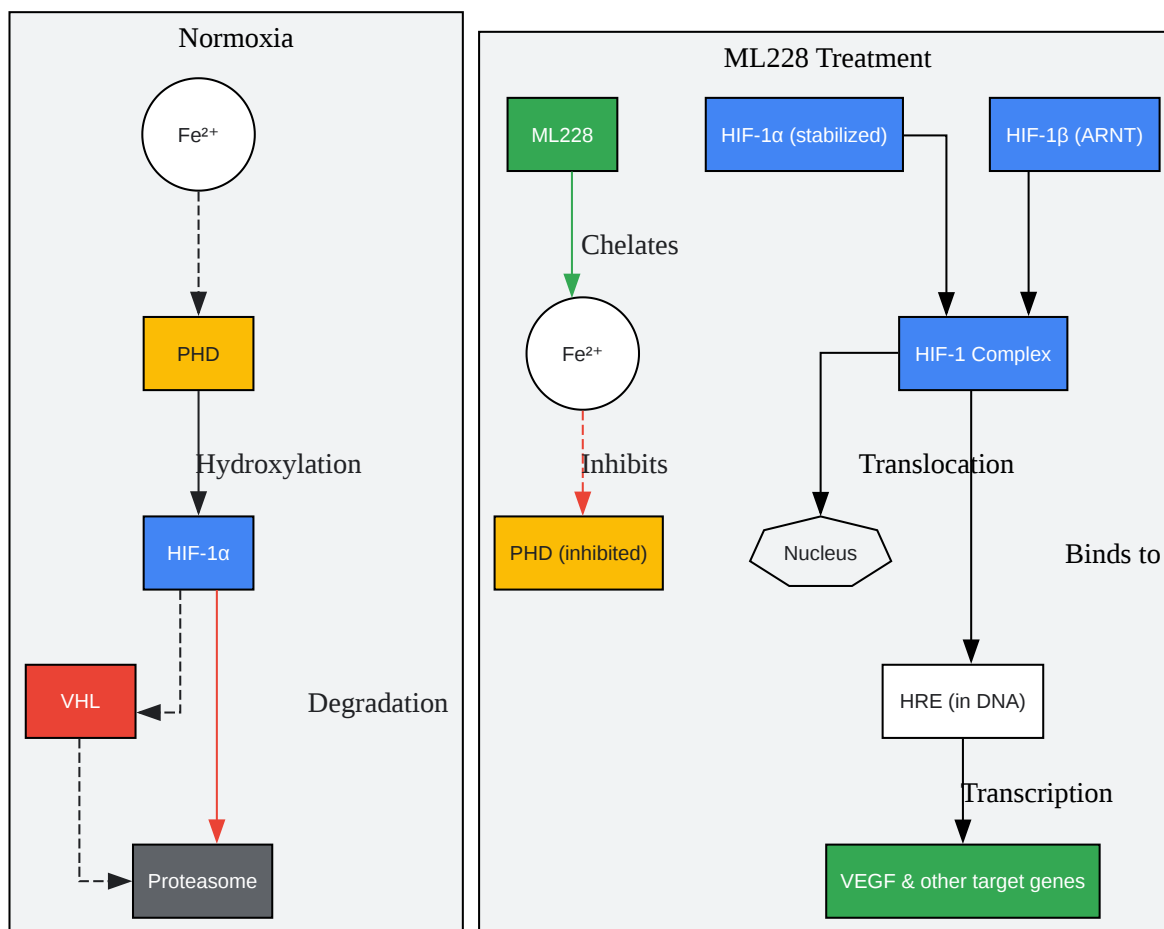 Normoxia
Fe²⁺
PHD
Hydroxylation
HIF-1α
VHL
Degradation
Proteasome
ML228 Treatment
ML228
HIF-1α (stabilized)
HIF-1β (ARNT)
Chelates
Fe²⁺
HIF-1 Complex
Inhibits
Translocation
PHD (inhibited)
Nucleus
Binds to
HRE (in DNA)
Transcription
VEGF & other target genes